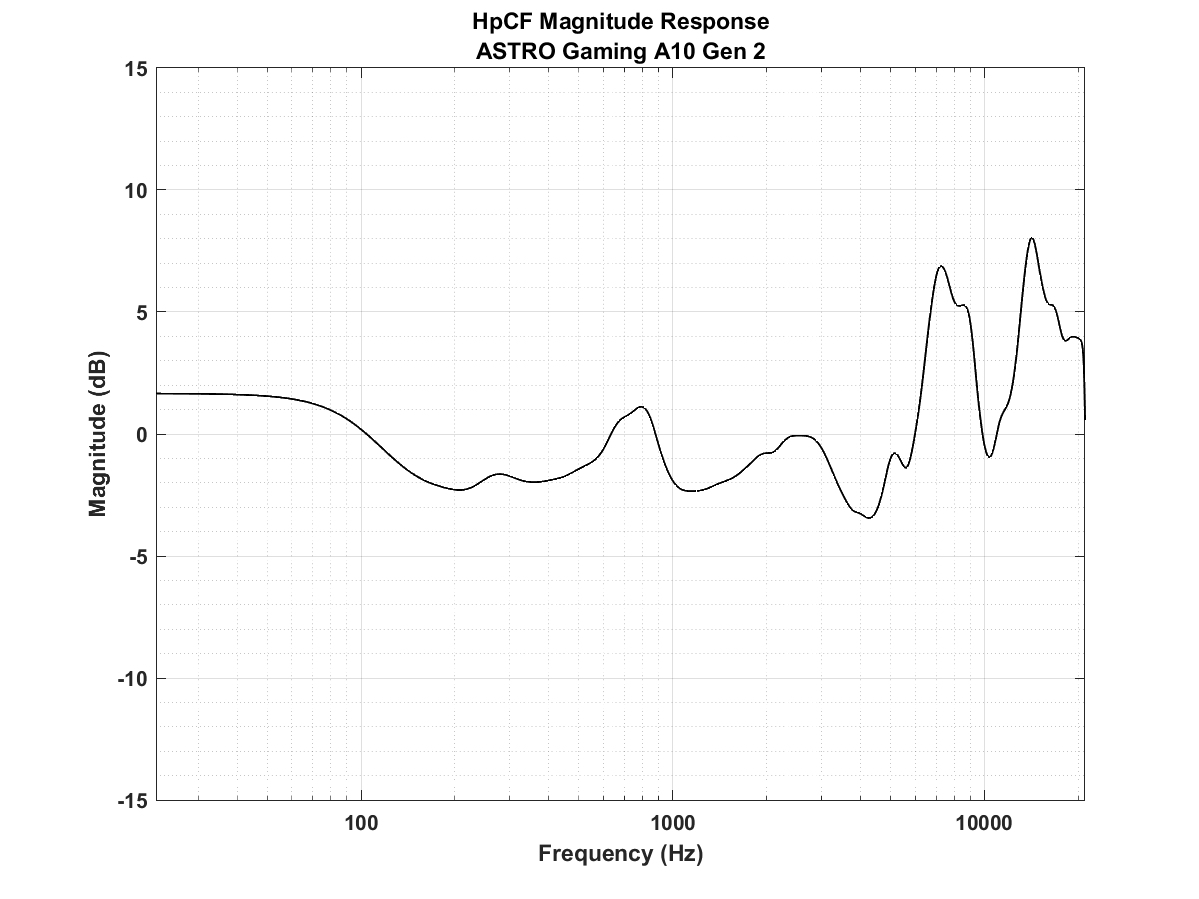 HpCF Magnitude Response
ASTRO Gaming A10 Gen 2
15
10
5
0
-5
-10
-15
Magnitude (dB)
100
1000
10000
Frequency (Hz)